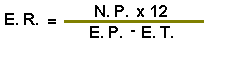 E. R. = N. P. x 12
E. P. - E. T.